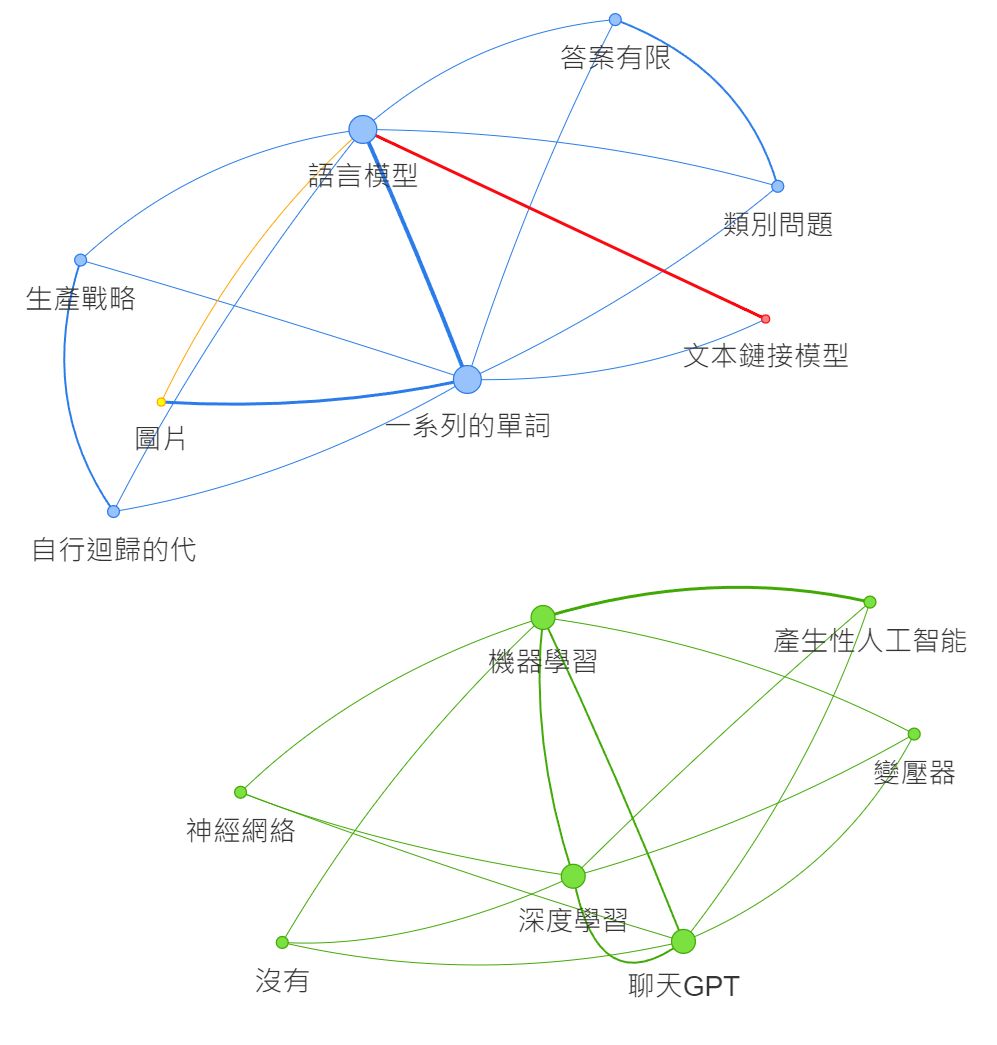 答案有限
語言模型
類別問題
生產戰略
文本鏈接模型
一系列的單詞
圖片
自行迴歸的代
產生性人工智能
機器學習
變壓器
神經網絡
深度學習
沒有
聊天GPT